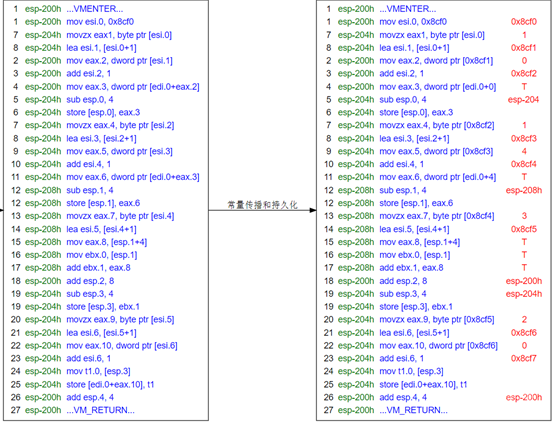 1 esp-200h ...VMENTER...
1 esp-200h mov esi.0, 0x8cf0
7 esp-200h movzx eax1, byte ptr [esi.0]
8 esp-200h lea esi.1, [esi.0+1]
2 esp-200h mov eax.2, dword ptr [esi.1]
3 esp-200h add esi.2, 1
4 esp-200h mov eax.3, dword ptr [edi.0+eax.2]
5 esp-204h sub esp.0, 4
6 esp-204h store [esp.0], eax.3
7 esp-204h movzx eax.4, byte ptr [esi.2]
8 esp-204h lea esi.3, [esi.2+1]
9 esp-204h mov eax.5, dword ptr [esi.3]
10 esp-204h add esi.4, 1
11 esp-204h mov eax.6, dword ptr [edi.0+eax.3]
12 esp-208h sub esp.1, 4
12 esp-208h store [esp.1], eax.6
13 esp-208h movzx eax.7, byte ptr [esi.4]
14 esp-208h lea esi.5, [esi.4+1]
15 esp-208h mov eax.8, [esp.1+4]
16 esp-208h mov ebx.0, [esp.1]
17 esp-208h add ebx.1, eax.8
18 esp-200h add esp.2, 8
19 esp-204h sub esp.3, 4
19 esp-204h store [esp.3], ebx.1
20 esp-204h movzx eax.9, byte ptr [esi.5]
21 esp-204h lea esi.6, [esi.5+1]
22 esp-204h mov eax.10, dword ptr [esi.6]
23 esp-204h add esi.6, 1
24 esp-204h mov t1.0, [esp.3]
25 esp-204h store [edi.0+eax.10], t1
26 esp-200h add esp.4, 4
27 esp-200h ...VM_RETURN...
常量传播和持久化
1 esp-200h ...VMENTER...
1 esp-200h mov esi.0, 0x8cf0 0x8cf0
7 esp-200h movzx eax1, byte ptr [esi.0] 1
8 esp-200h lea esi.1, [esi.0+1] 0x8cf1
2 esp-200h mov eax.2, dword ptr [0x8cf1] 0
3 esp-200h add esi.2, 1 0x8cf2
4 esp-200h mov eax.3, dword ptr [edi.0+0] T
5 esp-204h sub esp.0, 4 esp-204
6 esp-204h store [esp.0], eax.3
7 esp-204h movzx eax.4, byte ptr [0x8cf2] 1
8 esp-204h lea esi.3, [esi.2+1] 0x8cf3
9 esp-204h mov eax.5, dword ptr [0x8cf3] 4
10 esp-204h add esi.4, 1 0x8cf4
11 esp-204h mov eax.6, dword ptr [edi.0+4] T
12 esp-208h sub esp.1, 4 esp-208h
12 esp-208h store [esp.1], eax.6
13 esp-208h movzx eax.7, byte ptr [0x8cf4] 3
14 esp-208h lea esi.5, [esi.4+1] 0x8cf5
15 esp-208h mov eax.8, [esp.1+4] T
16 esp-208h mov ebx.0, [esp.1] T
17 esp-208h add ebx.1, eax.8 T
18 esp-200h add esp.2, 8 esp-200h
19 esp-204h sub esp.3, 4 esp-204h
19 esp-204h store [esp.3], ebx.1
20 esp-204h movzx eax.9, byte ptr [0x8cf5] 2
21 esp-204h lea esi.6, [esi.5+1] 0x8cf6
22 esp-204h mov eax.10, dword ptr [0x8cf6] 0
23 esp-204h add esi.6, 1 0x8cf7
24 esp-204h mov t1.0, [esp.3]
25 esp-204h store [edi.0+eax.10], t1
26 esp-200h add esp.4, 4 esp-200h
27 esp-200h ...VM_RETURN...